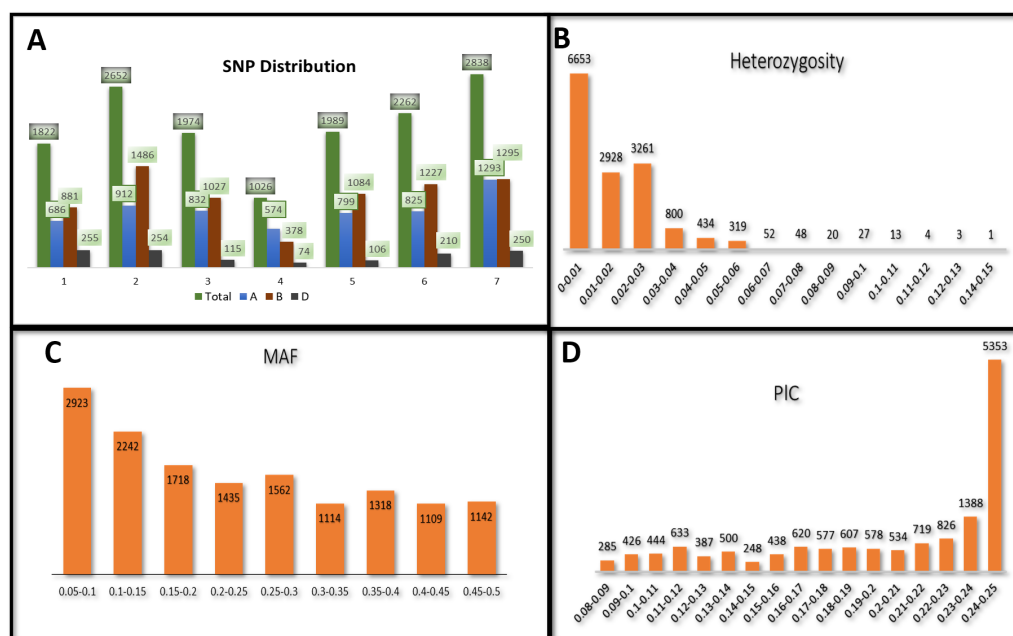 A
SNP Distribution
1822
686
881
255
2652
912
1486
254
1974
832
1027
115
1026
574
378
74
1989
799
1084
106
2262
825
1227
210
2838
1293
1295
250
1 2 3 4 5 6 7
Total A B D
B
Heterozygosity
6653 2928 3261 800 434 319 52 48 20 27 13 4 3 1
0-0.01 0.01-0.02 0.02-0.03 0.03-0.04 0.04-0.05 0.05-0.06 0.06-0.07 0.07-0.08 0.08-0.09 0.09-0.1 0.1-0.11 0.11-0.12 0.12-0.13 0.14-0.15
C
MAF
2923 2242 1718 1435 1562 1114 1318 1109 1142
0.05-0.1 0.1-0.15 0.15-0.2 0.2-0.25 0.25-0.3 0.3-0.35 0.35-0.4 0.4-0.45 0.45-0.5
D
PIC
285 426 444 633 387 500 248 438 620 577 607 578 534 719 826 1388 5353
0.08-0.09 0.09-0.1 0.1-0.11 0.11-0.12 0.12-0.13 0.13-0.14 0.14-0.15 0.15-0.16 0.16-0.17 0.17-0.18 0.18-0.19 0.19-0.2 0.2-0.21 0.21-0.22 0.22-0.23 0.23-0.24 0.24-0.25